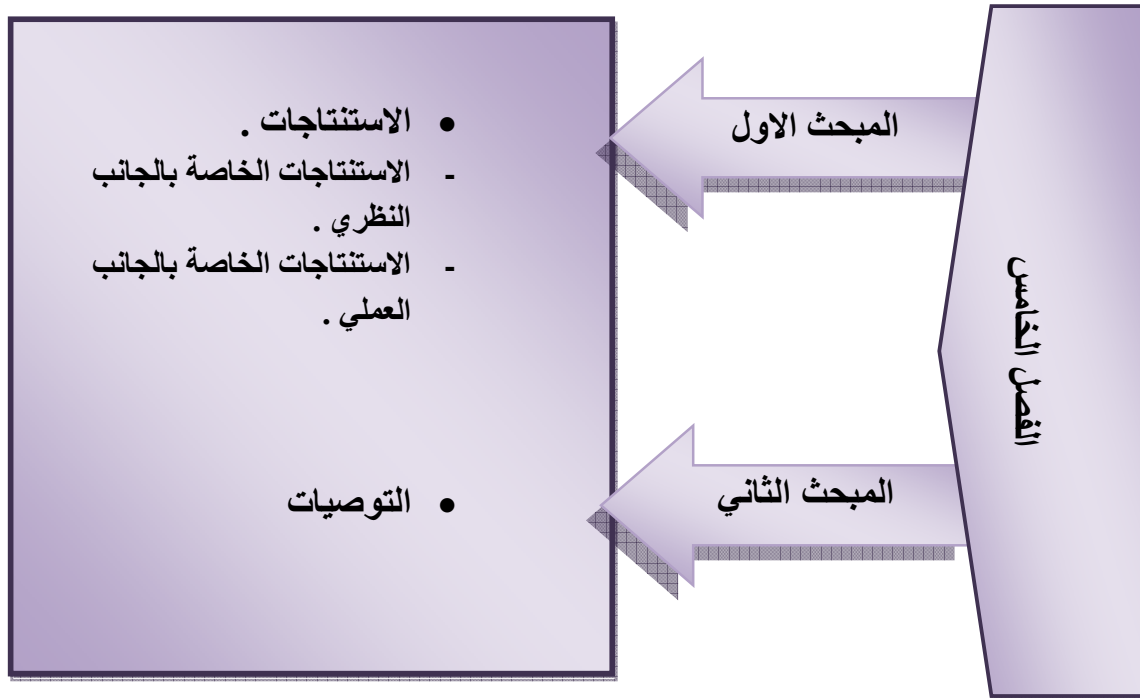 الفصل الخامس
المبحث الاول
• الاستنتاجات .
- الاستنتاجات الخاصة بالجانب
النظري .
- الاستنتاجات الخاصة بالجانب
العملي .
المبحث الثاني
• التوصيات